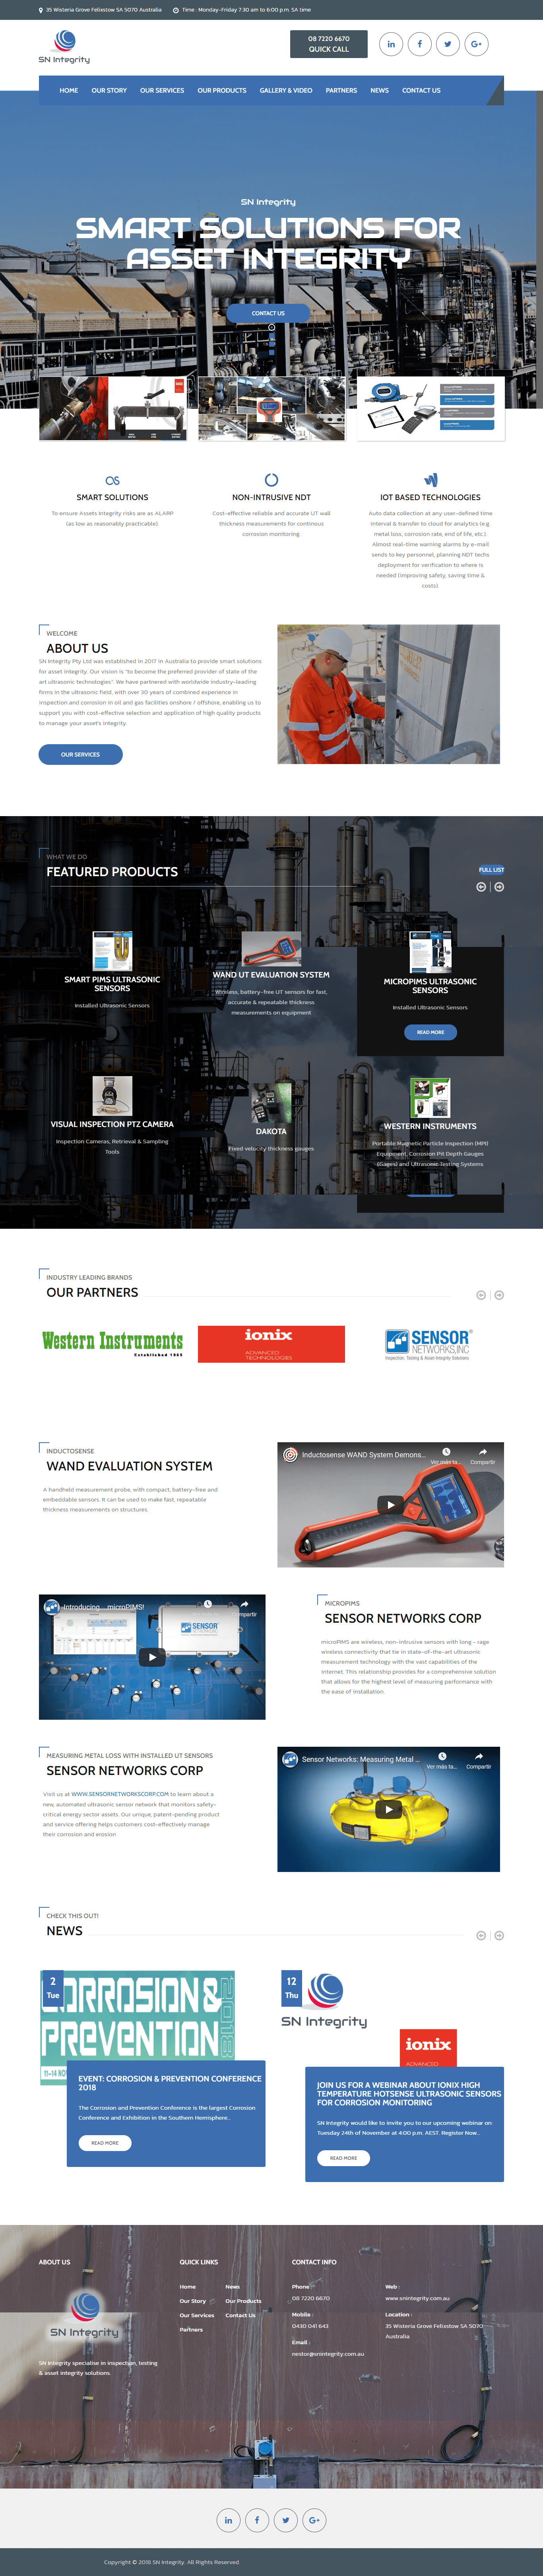 35 Wisteria Grove Felixstow SA 5070 Australia
Time : Monday-Friday 7:30 am to 6:00 p.m. SA time
SN Integrity
08 7220 6670
QUICK CALL
HOME OUR STORY OUR SERVICES OUR PRODUCTS GALLERY & VIDEO PARTNERS NEWS CONTACT US
SN Integrity
SMART SOLUTIONS FOR
ASSET INTEGRITY
CONTACT US
SMART SOLUTIONS
To ensure Assets Integrity risks are as ALARP
(as low as reasonably practicable).
NON-INTRUSIVE NDT
Cost-effective reliable and accurate UT wall
thickness measurements for continous
corrosion monitoring.
IOT BASED TECHNOLOGIES
Auto data collection at any user-defined time
interval & transfer to cloud for analytics (e.g.
metal loss, corrosion rate, end of life, etc.).
Almost real-time warning alarms by e-mail
sends to key personnel, planning NDT techs
deployment for verification to where is
needed (improving safety, saving time &
costs).
WELCOME
ABOUT US
SN Integrity Pty Ltd was established in 2017 in Australia to provide smart solutions
for asset integrity. Our vision is "to become the preferred provider of state of the
art ultrasonic technologies". We have partnered with worldwide industry-leading
firms in the ultrasonic field, with over 30 years of combined experience in
inspection and corrosion in oil and gas facilities onshore / offshore, enabling us to
support you with cost-effective selection and application of high quality products
to manage your asset's integrity.
OUR SERVICES
WHAT WE DO
FEATURED PRODUCTS
FULL LIST
SMART PIMS ULTRASONIC
SENSORS
Installed Ultrasonic Sensors
WAND UT EVALUATION SYSTEM
Wireless, battery-free UT sensors for fast,
accurate & repeatable thickness
measurements on equipment
MICROPIMS ULTRASONIC
SENSORS
Installed Ultrasonic Sensors
READ MORE
VISUAL INSPECTION PTZ CAMERA
Inspection Cameras, Retrieval & Sampling
Tools
DAKOTA
Fixed velocity thickness gauges
WESTERN INSTRUMENTS
Portable Magnetic Particle Inspection (MPI)
Equipment, Corrosion Pit Depth Gauges
(Gages) and Ultrasonic Testing Systems
INDUSTRY LEADING BRANDS
OUR PARTNERS
Western Instruments
Established 1965
ionix
ADVANCED
TECHNOLOGIES
SENSOR
NETWORKS, INC
Inspection, Testing & Asset-Integrity Solutions
INDUCTOSENSE
WAND EVALUATION SYSTEM
A handheld measurement probe, with compact, battery-free and
embeddable sensors. It can be used to make fast, repeatable
thickness measurements on structures.
Inductosense WAND System Demons...
Ver más ta...
Compartir
Introducing.... microPIMS!
Compartir
SENSOR
MICROPIMS
SENSOR NETWORKS CORP
microPIMS are wireless, non-intrusive sensors with long - rage
wireless connectivity that tie in state-of-the-art ultrasonic
measurement technology with the vast capabilities of the
Internet. This relationship provides for a comprehensive solution
that allows for the highest level of measuring performance with
the ease of installation.
MEASURING METAL LOSS WITH INSTALLED UT SENSORS
SENSOR NETWORKS CORP
Visit us at WWW.SENSORNETWORKSCORP.COM to learn about a
new, automated ultrasonic sensor network that monitors safety-
critical energy sector assets. Our unique, patent-pending product
and service offering helps customers cost-effectively manage
their corrosion and erosion
Sensor Networks: Measuring Metal ...
Ver más ta...
Compartir
CHECK THIS OUT!
NEWS
2
Tue
CORROSION &
PREVENTION
2018
11-14 NOV
EVENT: CORROSION & PREVENTION CONFERENCE
2018
The Corrosion and Prevention Conference is the largest Corrosion
Conference and Exhibition in the Southern Hemisphere...
READ MORE
12
Thu
SN Integrity
ionix
ADVANCED
JOIN US FOR A WEBINAR ABOUT IONIX HIGH
TEMPERATURE HOTSENSE ULTRASONIC SENSORS
FOR CORROSION MONITORING
SN Integrity would like to invite you to our upcoming webinar on
Tuesday 24th of November at 4:00 p.m. AEST. Register Now...
READ MORE
ABOUT US
SN Integrity
SN Integrity specialise in inspection, testing
& asset integrity solutions.
QUICK LINKS
Home News
Our Story Our Products
Our Services Contact Us
Partners
CONTACT INFO
Phone :
08 7220 6670
Mobile :
0430 041 643
Email :
nestor@snintegrity.com.au
Web :
www.snintegrity.com.au
Location :
35 Wisteria Grove Felixstow SA 5070
Australia
Copyright © 2018 SN Integrity. All Rights Reserved.